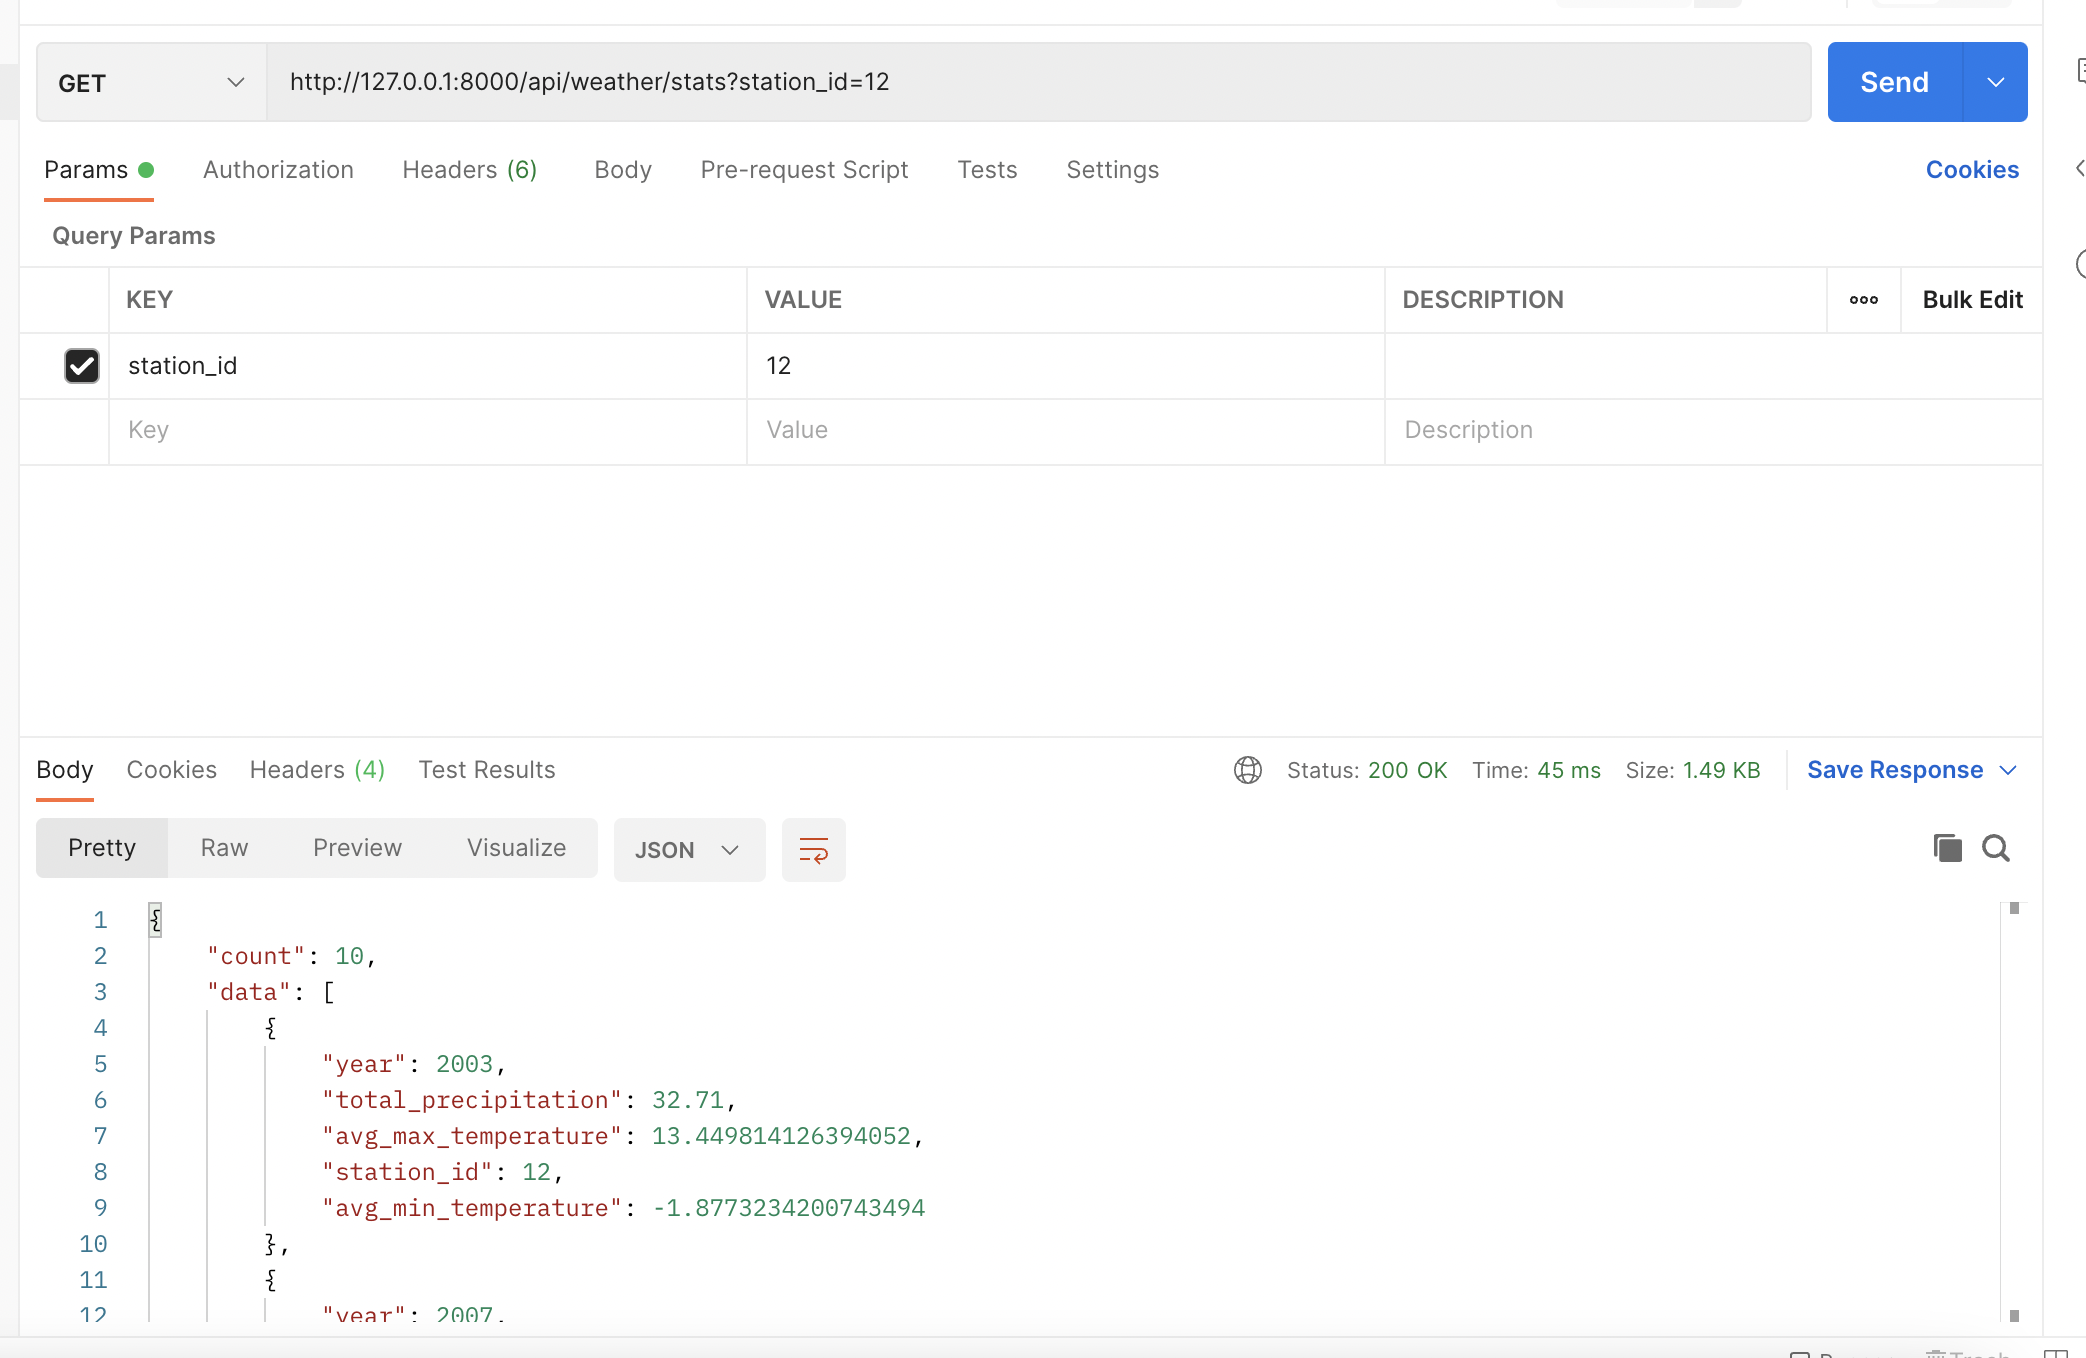 GET http://127.0.0.1:8000/api/weather/stats?station_id=12 Send
Params Authorization Headers (6) Body Pre-request Script Tests Settings Cookies
Query Params
KEY VALUE DESCRIPTION ooo Bulk Edit
station_id 12
Key Value Description
Body Cookies Headers (4) Test Results Status: 200 OK Time: 45 ms Size: 1.49 KB Save Response
Pretty Raw Preview Visualize JSON
1 {
2 "count": 10,
3 "data": [
4 {
5 "year": 2003,
6 "total_precipitation": 32.71,
7 "avg_max_temperature": 13.449814126394052,
8 "station_id": 12,
9 "avg_min_temperature": -1.8773234200743494
10 },
11 {
12 "year": 2007,
Trash